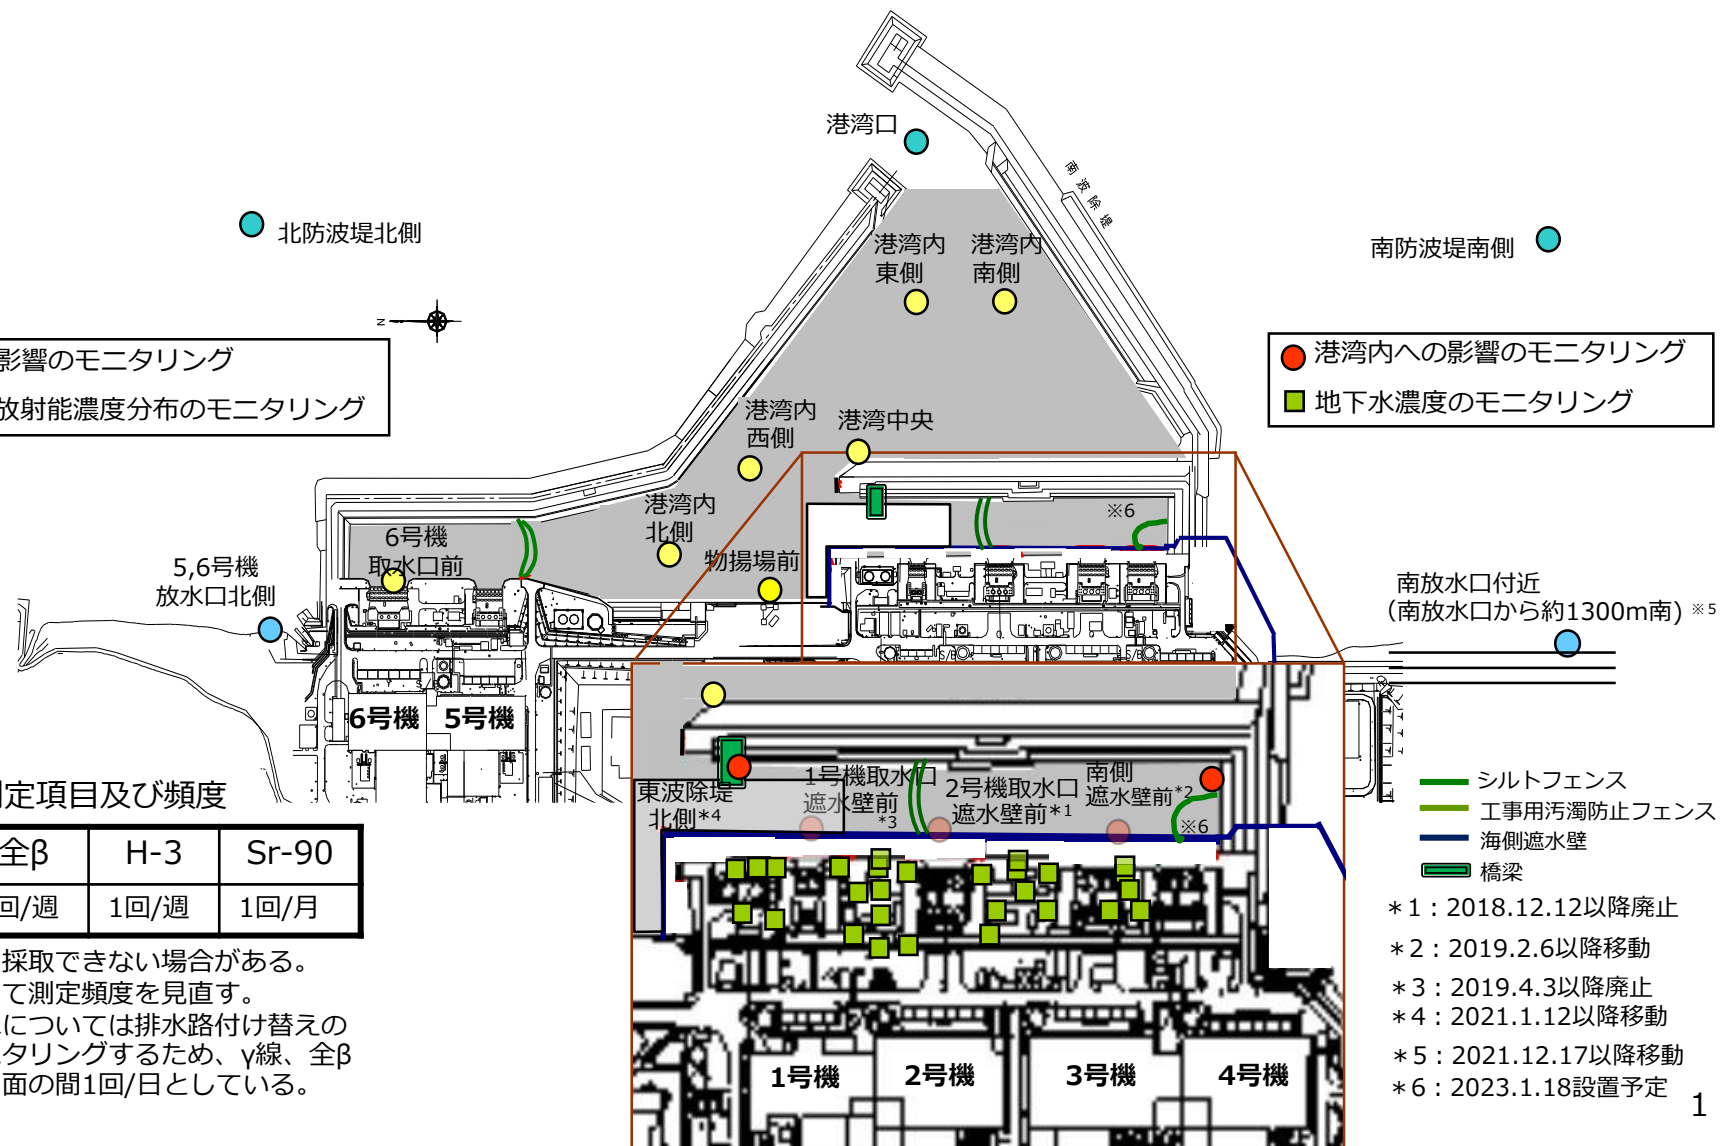 港湾口
南波除堤
北防波堤北側
南防波堤南側
港湾内
東側
港湾内
南側
N
影響のモニタリング
放射能濃度分布のモニタリング
港湾内への影響のモニタリング
地下水濃度のモニタリング
港湾内
西側
港湾中央
港湾内
北側
※6
6号機
取水口前
物揚場前
5,6号機
放水口北側
南放水口付近
(南放水口から約1300m南) ※5
S/B
S/B
6号機
5号機
定項目及び頻度
全β
H-3
Sr-90
回/週
1回/週
1回/月
採取できない場合がある。
て測定頻度を見直す。
については排水路付け替えの
タリングするため、γ線、全β
面の間1回/日としている。
東波除堤
北側*4
1号機取水口
遮水壁前
*3
2号機取水口
遮水壁前*1
南側
遮水壁前*2
※6
1号機
2号機
3号機
4号機
シルトフェンス
工事用汚濁防止フェンス
海側遮水壁
橋梁
*1:2018.12.12以降廃止
*2:2019.2.6以降移動
*3:2019.4.3以降廃止
*4:2021.1.12以降移動
*5:2021.12.17以降移動
*6:2023.1.18設置予定
1